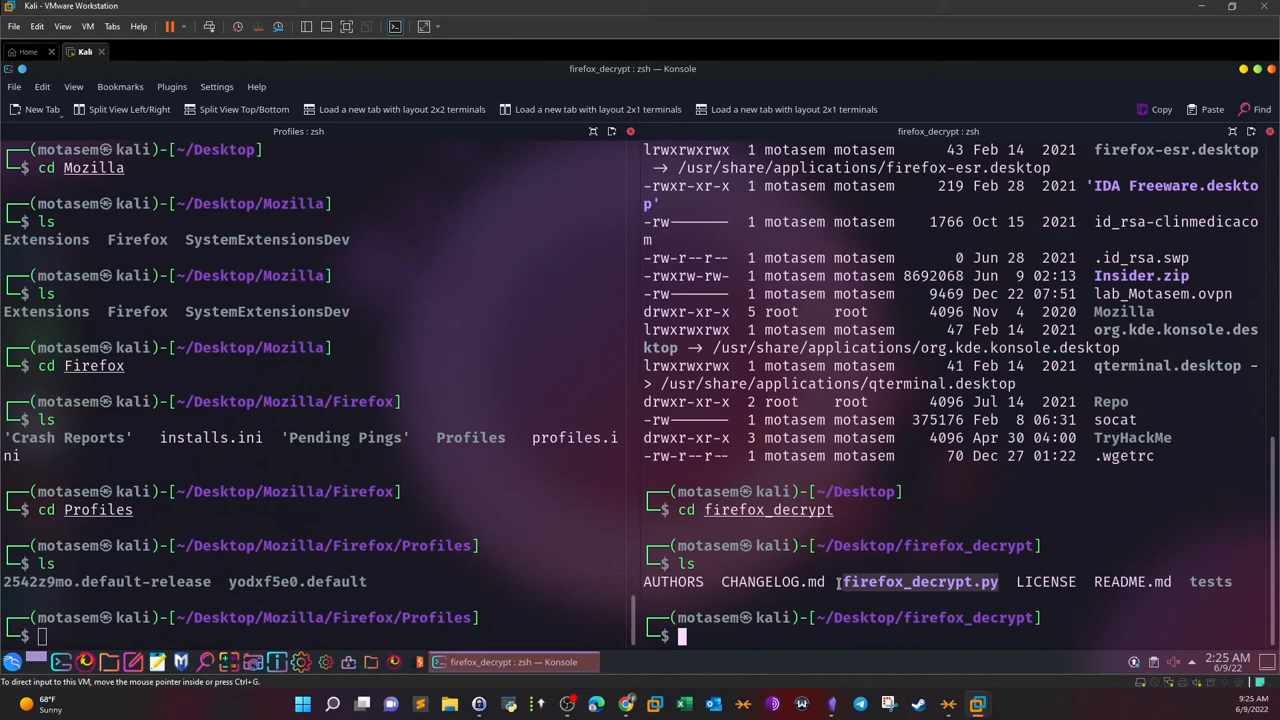 Kali - VMware Workstation
File Edit View VM Tabs Help
Home Kali
firefox_decrypt : zsh — Konsole
File Edit View Bookmarks Plugins Settings Help
New Tab Split View Left/Right Split View Top/Bottom Load a new tab with layout 2x2 terminals Load a new tab with layout 2x1 terminals Load a new tab with layout 2x1 terminals Copy Paste Find
Profiles : zsh
(motasem㉿kali)-[~/Desktop]
$ cd Mozilla
(motasem㉿kali)-[~/Desktop/Mozilla]
$ ls
Extensions Firefox SystemExtensionsDev
(motasem㉿kali)-[~/Desktop/Mozilla]
$ ls
Extensions Firefox SystemExtensionsDev
(motasem㉿kali)-[~/Desktop/Mozilla]
$ cd Firefox
(motasem㉿kali)-[~/Desktop/Mozilla/Firefox]
$ ls
'Crash Reports' installs.ini 'Pending Pings' Profiles profiles.i
ni
(motasem㉿kali)-[~/Desktop/Mozilla/Firefox]
$ cd Profiles
(motasem㉿kali)-[~/Desktop/Mozilla/Firefox/Profiles]
$ ls
2542z9mo.default-release yodxf5e0.default
(motasem㉿kali)-[~/Desktop/Mozilla/Firefox/Profiles]
$
firefox_decrypt : zsh
lrwxrwxrwx 1 motasem motasem 43 Feb 14 2021 firefox-esr.desktop
→ /usr/share/applications/firefox-esr.desktop
-rwxr-xr-x 1 motasem motasem 219 Feb 28 2021 'IDA Freeware.deskto
p'
-rw------- 1 motasem motasem 1766 Oct 15 2021 id_rsa-clinmedicaco
m
-rw-r--r-- 1 motasem motasem 0 Jun 28 2021 .id_rsa.swp
-rwxrw-rw- 1 motasem motasem 8692068 Jun 9 02:13 Insider.zip
-rw------- 1 motasem motasem 9469 Dec 22 07:51 lab_Motasem.ovpn
drwxr-xr-x 5 root root 4096 Nov 4 2020 Mozilla
lrwxrwxrwx 1 motasem motasem 47 Feb 14 2021 org.kde.konsole.des
ktop → /usr/share/applications/org.kde.konsole.desktop
lrwxrwxrwx 1 motasem motasem 41 Feb 14 2021 qterminal.desktop -
> /usr/share/applications/qterminal.desktop
drwxr-xr-x 2 root root 4096 Jul 14 2021 Repo
-rw------- 1 motasem motasem 375176 Feb 8 06:31 socat
drwxr-xr-x 3 motasem motasem 4096 Apr 30 04:00 TryHackMe
-rw-r--r-- 1 motasem motasem 70 Dec 27 01:22 .wgetrc
(motasem㉿kali)-[~/Desktop]
$ cd firefox_decrypt
(motasem㉿kali)-[~/Desktop/firefox_decrypt]
$ ls
AUTHORS CHANGELOG.md firefox_decrypt.py LICENSE README.md tests
(motasem㉿kali)-[~/Desktop/firefox_decrypt]
$
firefox_decrypt : zsh — Konsole
2:25 AM
6/9/22
To direct input to this VM, move the mouse pointer inside or press Ctrl+G.
68°F
Sunny
9:25 AM
6/9/2022